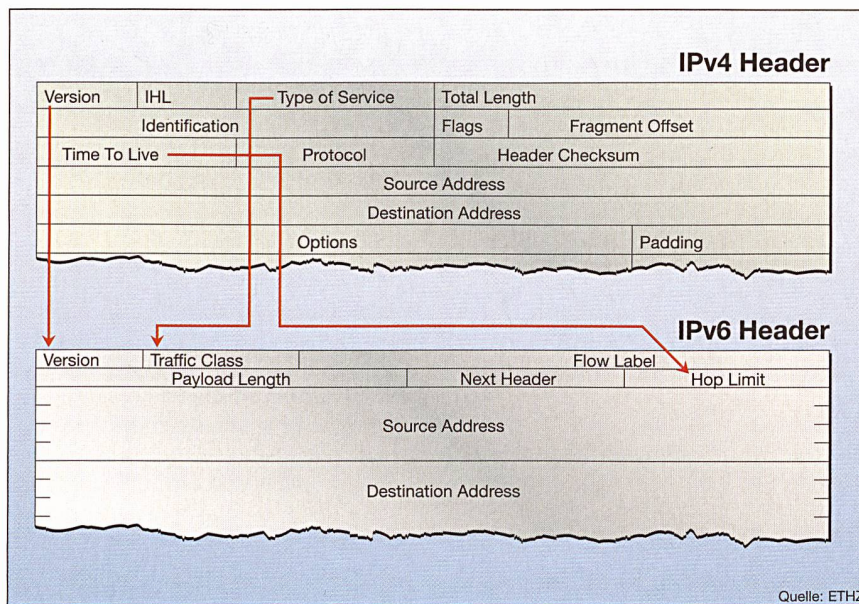 IPv4 Header
Version IHL Type of Service Total Length
Identification Flags Fragment Offset
Time To Live Protocol Header Checksum
Source Address
Destination Address
Options Padding
IPv6 Header
Version Traffic Class Flow Label
Payload Length Next Header Hop Limit
Source Address
Destination Address
Quelle: ETHZ